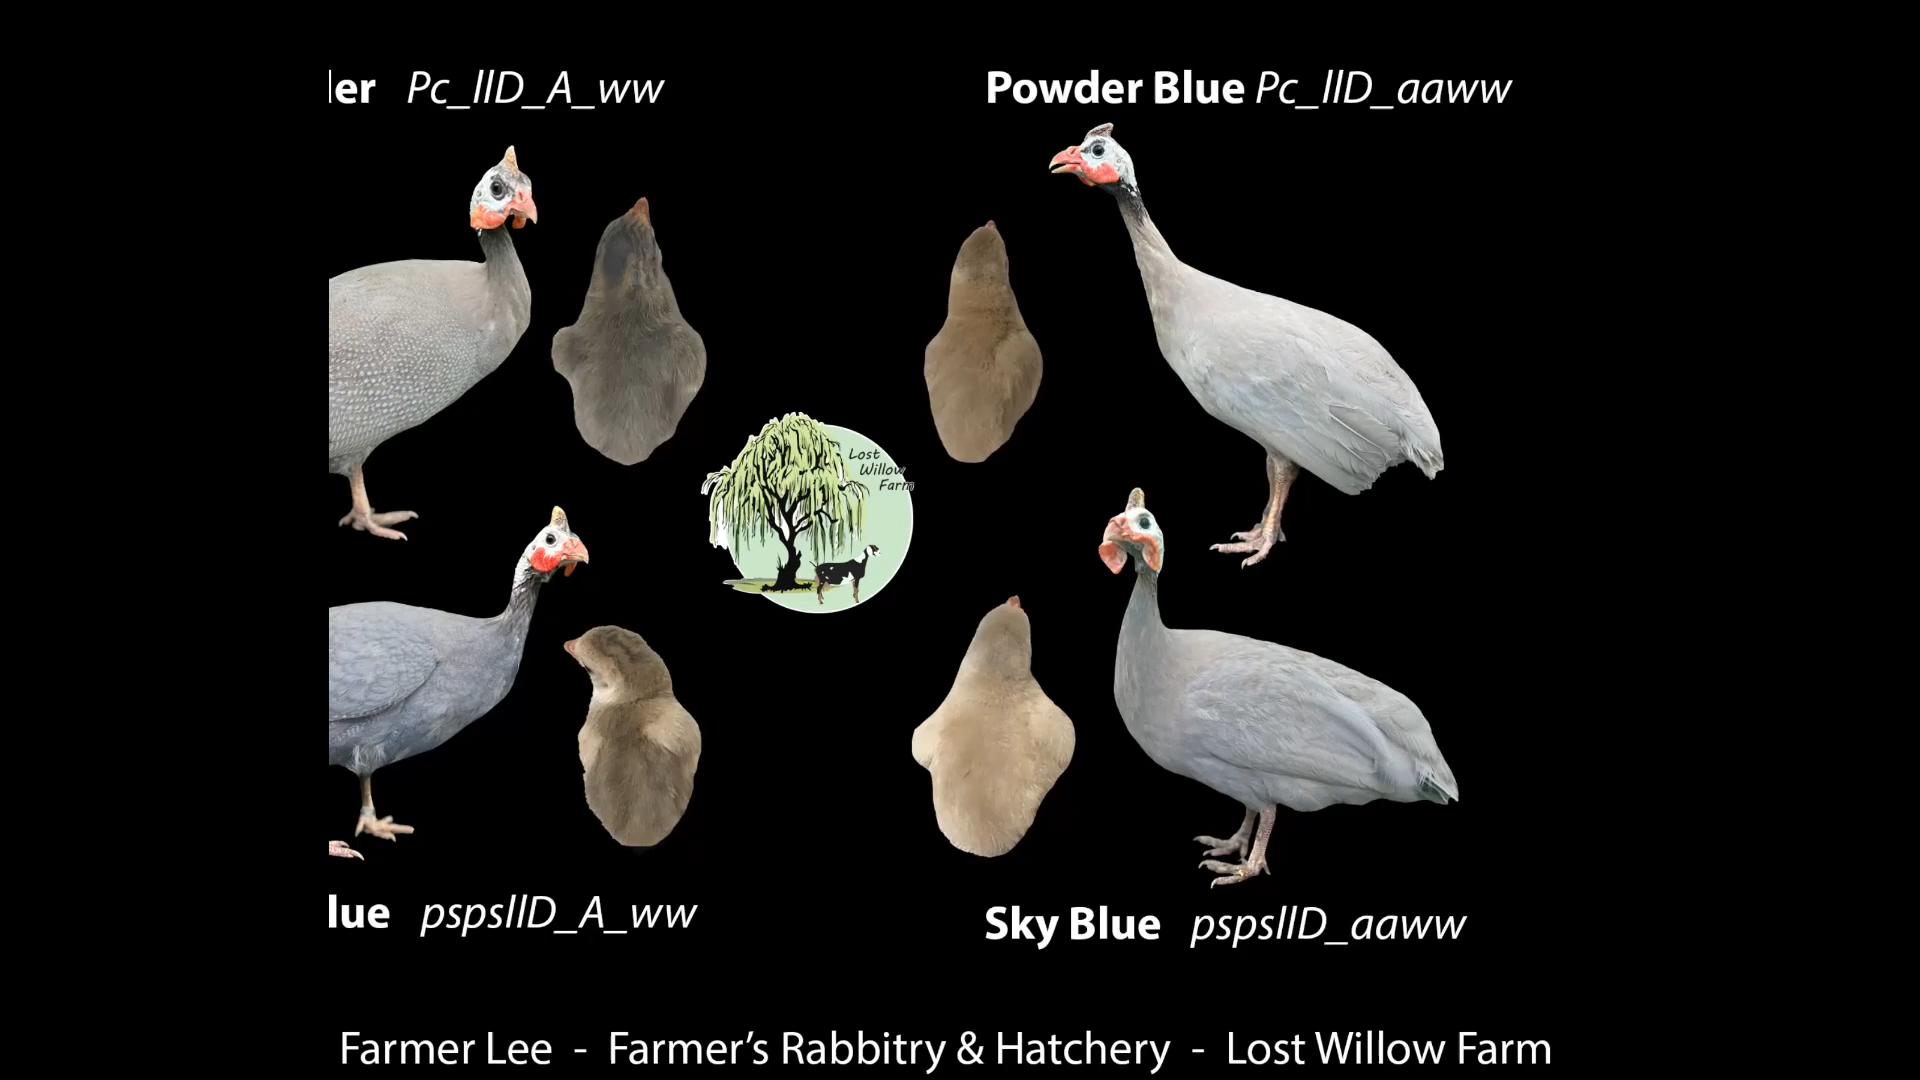 ler Pc_llD_A_ww
Powder Blue Pc_llD_aaww
Lost
Willow
Farm
lue pspsllD_A_ww
Sky Blue pspsllD_aaww
Farmer Lee - Farmer’s Rabbitry & Hatchery - Lost Willow Farm